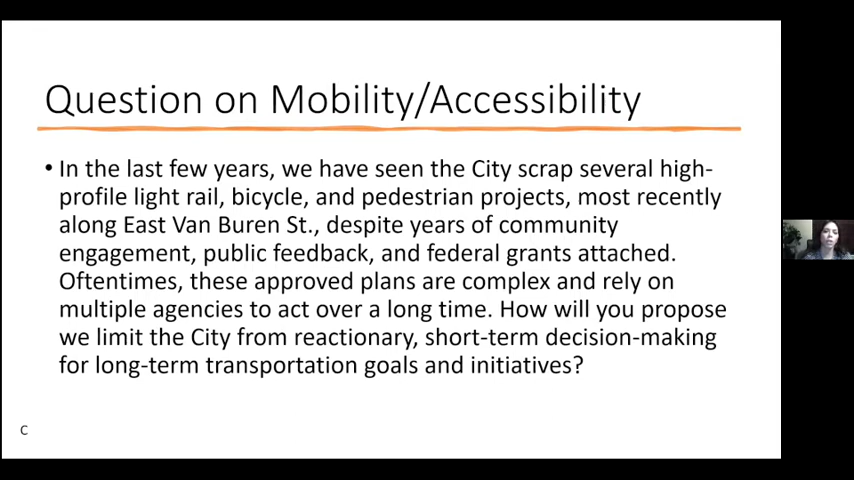 Question on Mobility/Accessibility
• In the last few years, we have seen the City scrap several high-
profile light rail, bicycle, and pedestrian projects, most recently
along East Van Buren St., despite years of community
engagement, public feedback, and federal grants attached.
Oftentimes, these approved plans are complex and rely on
multiple agencies to act over a long time. How will you propose
we limit the City from reactionary, short-term decision-making
for long-term transportation goals and initiatives?
C